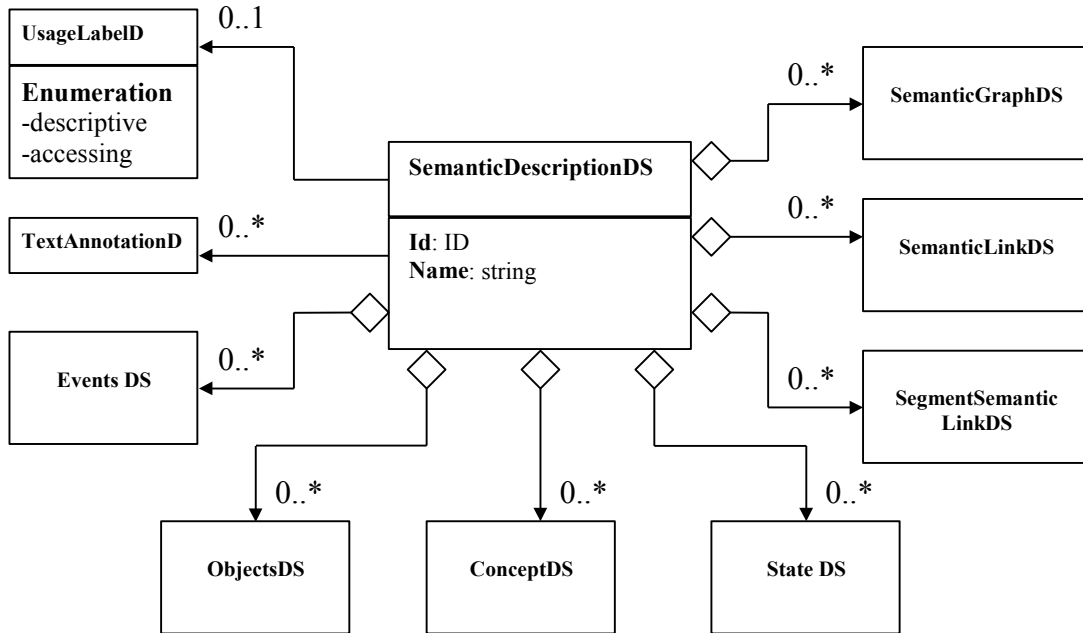 UsageLabelD
0..1
Enumeration
-descriptive
-accessing
TextAnnotationD
0..*
Events DS
0..*
SemanticDescriptionDS
Id: ID
Name: string
0..*
SemanticGraphDS
0..*
SemanticLinkDS
0..*
SegmentSemantic
LinkDS
0..*
ObjectsDS
0..*
ConceptDS
0..*
State DS